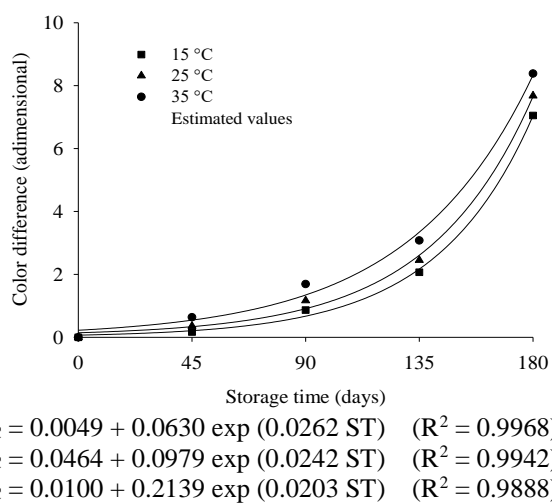 10
8
6
4
2
0
Color difference (adimensional)
15 °C
25 °C
35 °C
Estimated values
0 45 90 135 180
Storage time (days)
= 0.0049 + 0.0630 exp (0.0262 ST) (R² = 0.9968)
= 0.0464 + 0.0979 exp (0.0242 ST) (R² = 0.9942)
= 0.0100 + 0.2139 exp (0.0203 ST) (R² = 0.9888)